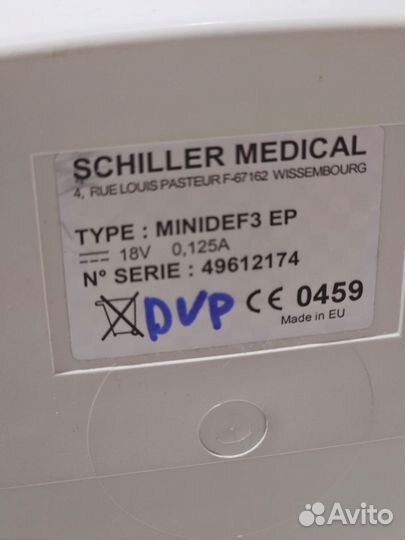 SCHILLER MEDICAL
4, RUE LOUIS PASTEUR F-67162 WISSEMBOURG
TYPE : MINIDEF3 EP
18V 0,125A
N° SERIE : 49612174
DVP CE 0459
Made in EU
Avito